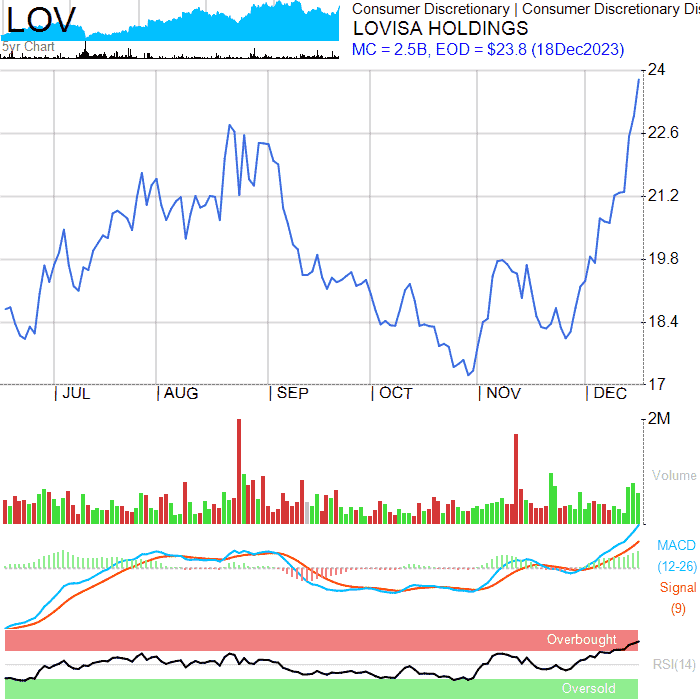 LOV
5yr Chart
Consumer Discretionary | Consumer Discretionary Dis
LOVISA HOLDINGS
MC = 2.5B, EOD = $23.8 (18Dec2023)
24
22.6
21.2
19.8
18.4
17
JUL AUG SEP OCT NOV DEC
2M
Volume
MACD
(12-26)
Signal
(9)
Overbought
RSI(14)
Oversold